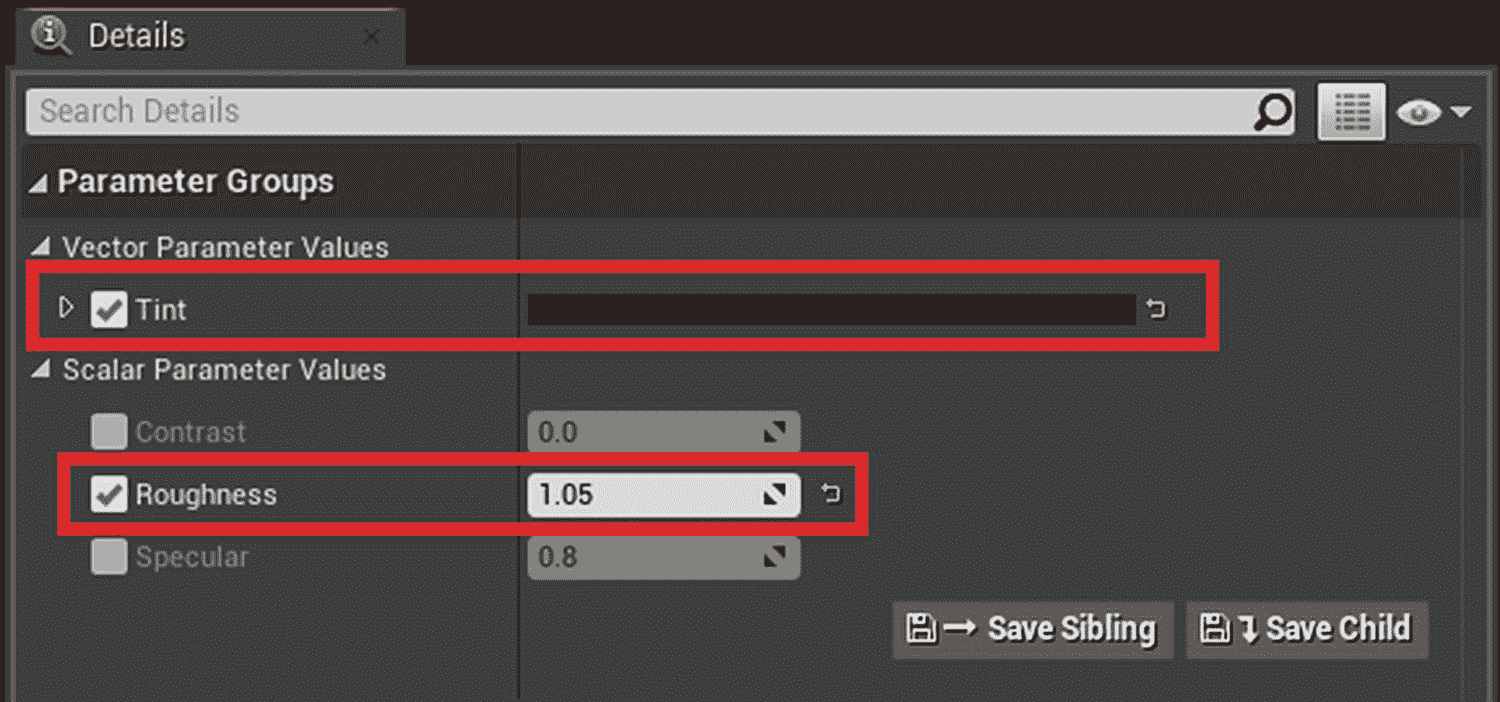 Details
Search Details
Parameter Groups
Vector Parameter Values
Tint
Scalar Parameter Values
Contrast 0.0
Roughness 1.05
Specular 0.8
Save Sibling Save Child